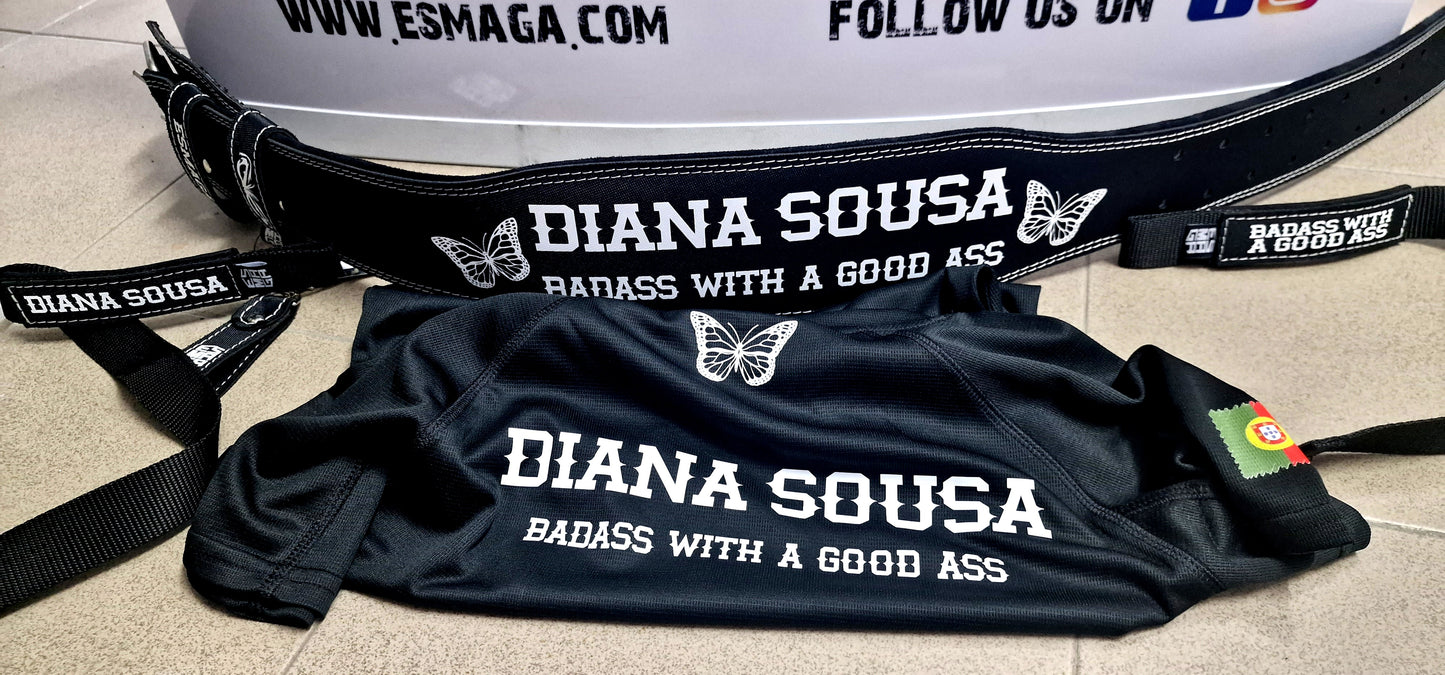 WWW.ESMAGA.COM
FOLLOW US ON
ESMAGA
DIANA SOUSA
BADASS WITH A GOOD ASS
DIANA SOUSA
BADASS WITH
A GOOD ASS
DIANA SOUSA
BADASS WITH A GOOD ASS